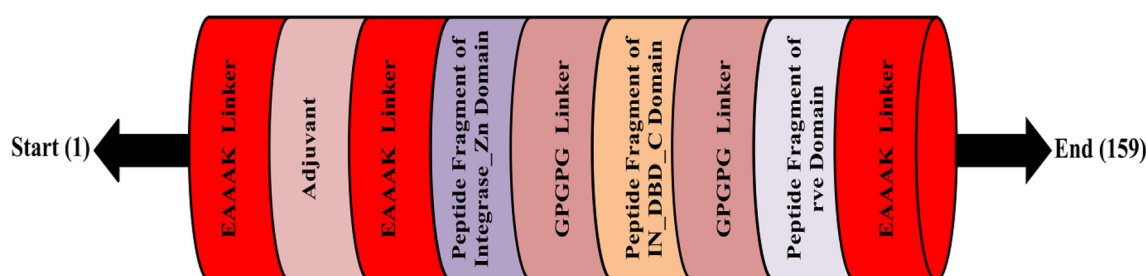 Start (1)
EAAAK Linker
Adjuvant
EAAAK Linker
Peptide Fragment of
Integrase_Zn Domain
GPGPG Linker
Peptide Fragment of
IN_DBD_C Domain
GPGPG Linker
Peptide Fragment of
rve Domain
EAAAK Linker
End (159)